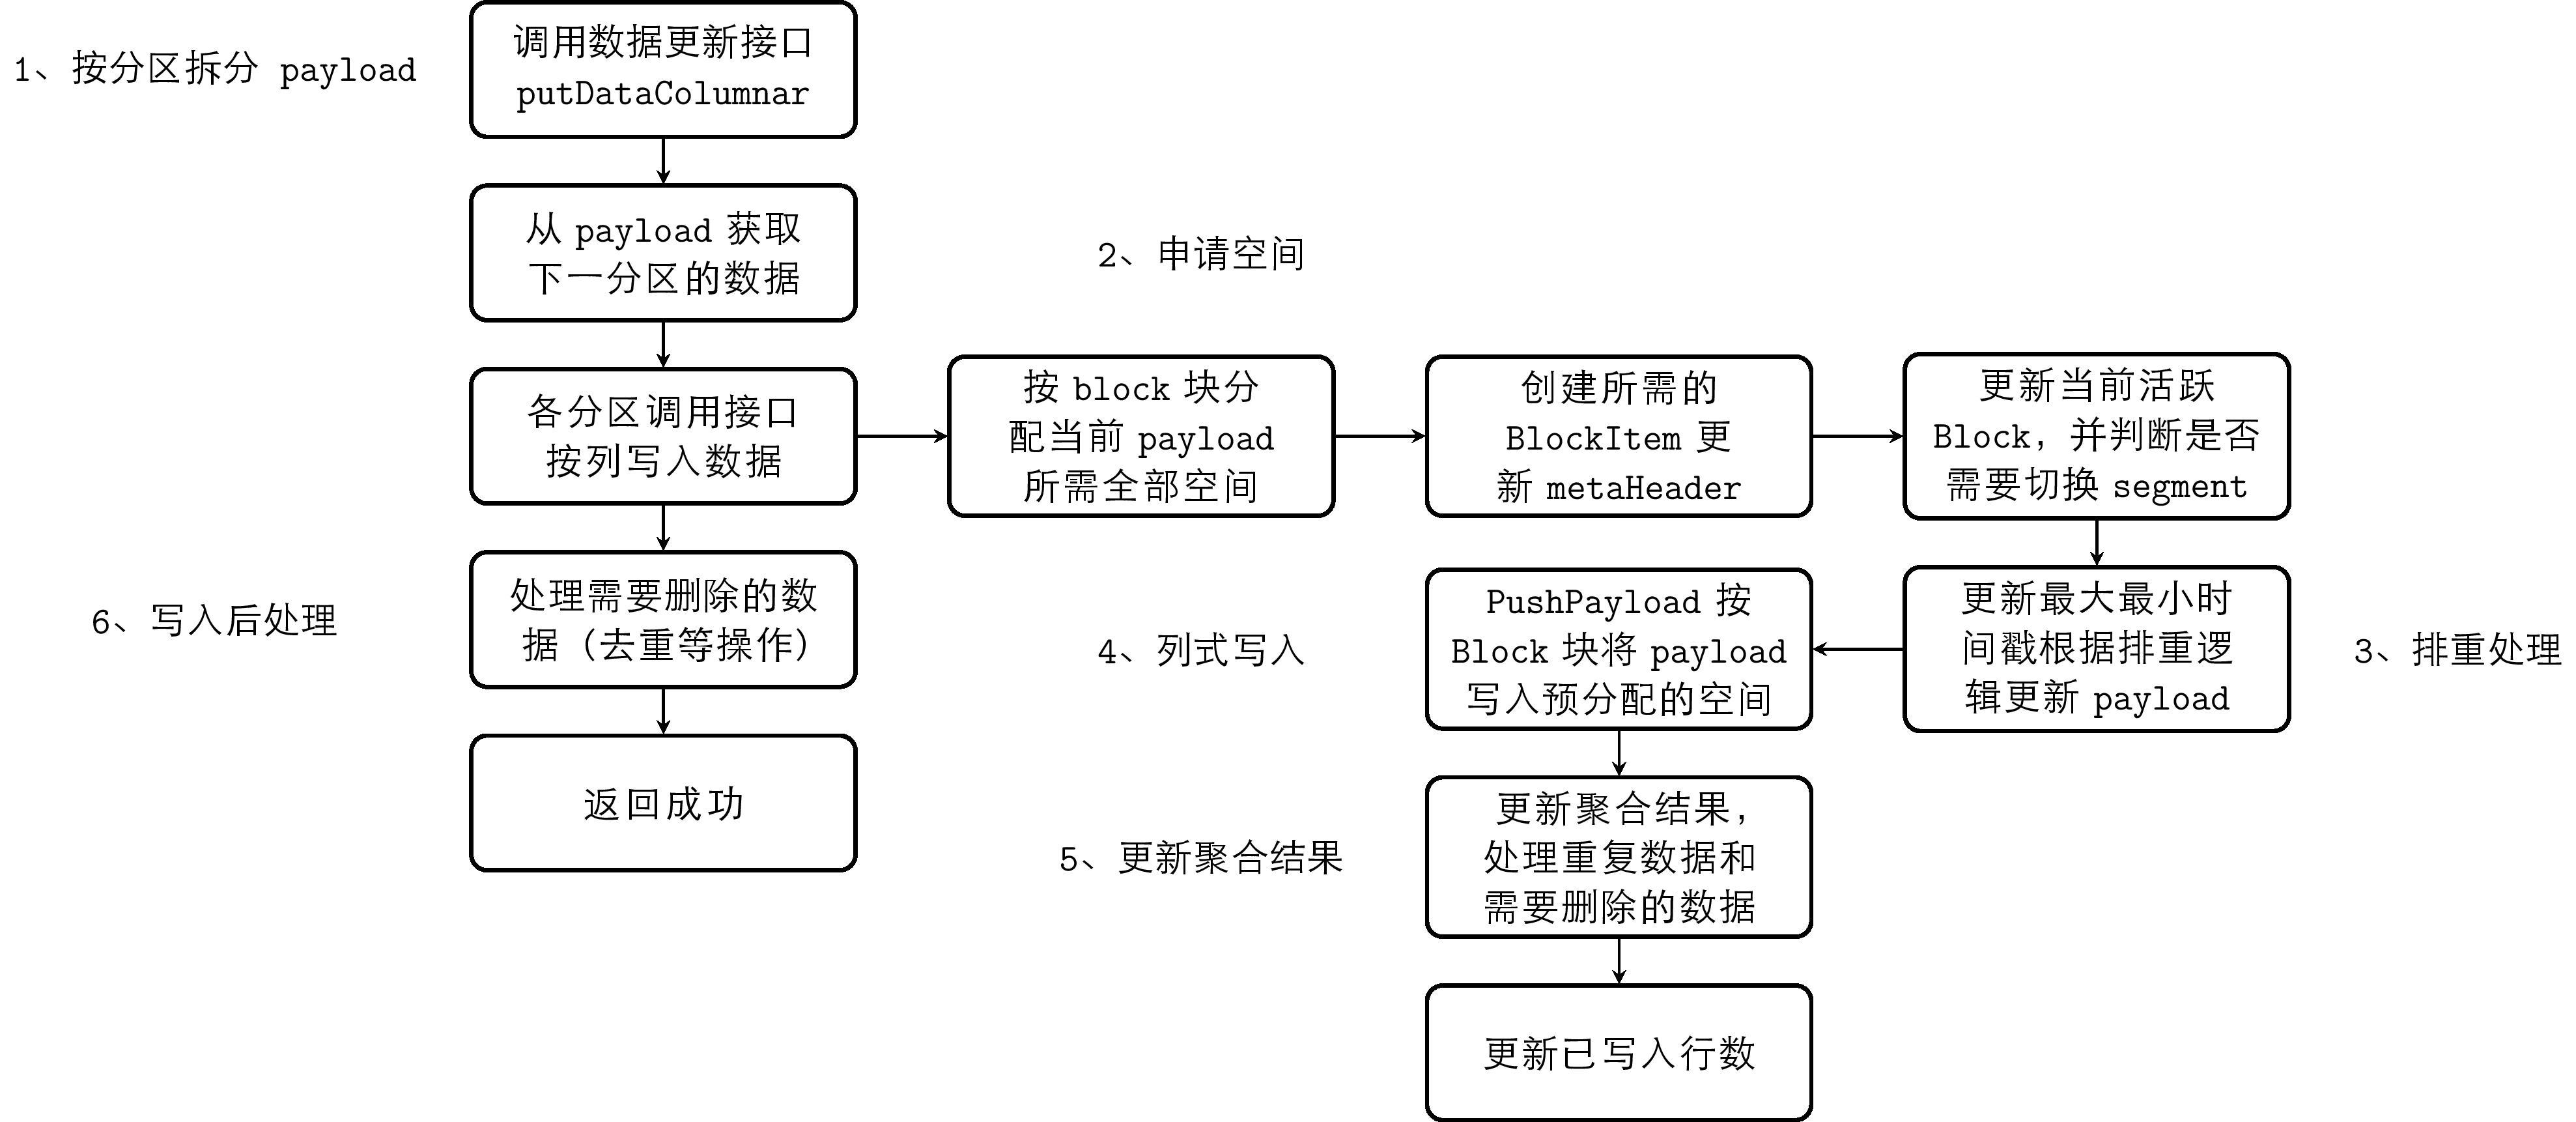 1、按分区拆分 payload
调用数据更新接口
putDataColumnar
从 payload 获取
下一分区的数据
2、申请空间
各分区调用接口
按列写入数据
按 block 块分
配当前 payload
所需全部空间
创建所需的
BlockItem 更
新 metaHeader
更新当前活跃
Block，并判断是否
需要切换 segment
6、写入后处理
处理需要删除的数
据（去重等操作）
4、列式写入
PushPayload 按
Block 块将 payload
写入预分配的空间
更新最大最小时
间戳根据排重逻
辑更新 payload
3、排重处理
返回成功
5、更新聚合结果
更新聚合结果，
处理重复数据和
需要删除的数据
更新已写入行数